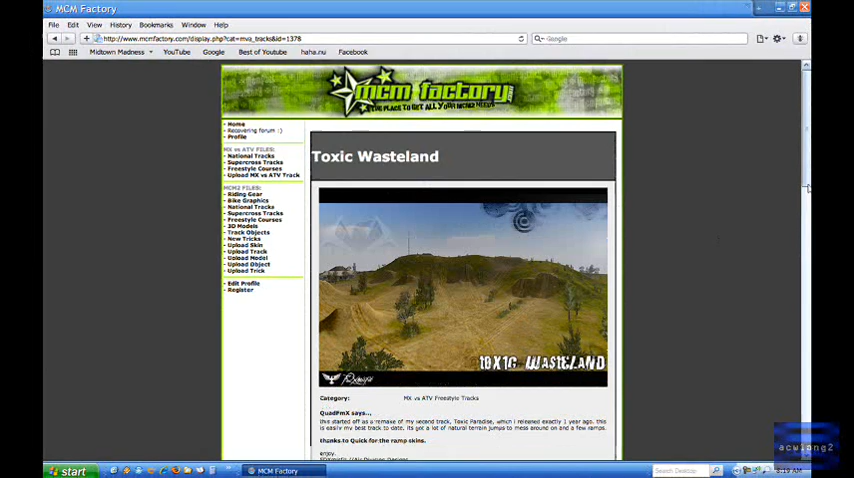 MCM Factory
File Edit View History Bookmarks Window Help
http://www.mcmfactory.com/display.php?cat=mva_tracks&id=1378
Google
Midtown Madness YouTube Google Best of Youtube haha.nu Facebook
mcm factory
THE PLACE TO GET ALL YOUR MCM2 NEEDS
- Home
- Recovering forum :)
- Profile
MX vs ATV FILES:
- National Tracks
- Supercross Tracks
- Freestyle Courses
- Upload MX vs ATV Track
MCM2 FILES:
- Riding Gear
- Bike Graphics
- National Tracks
- Supercross Tracks
- Freestyle Courses
- 3D Models
- Track Objects
- New Tricks
- Upload Skin
- Upload Track
- Upload Model
- Upload Object
- Upload Trick
- Edit Profile
- Register
Toxic Wasteland
WASTELAND
Category: MX vs ATV Freestyle Tracks
QuadPmX says...
this started off as a remake of my second track, Toxic Paradise, which i released exactly 1 year ago. this
is easily my best track to date. its got a lot of natural terrain jumps to mess around on and a few ramps.
thanks to Quick for the ramp skins.
enjoy.
acwlang2
start
MCM Factory
Search Desktop
8:19 AM